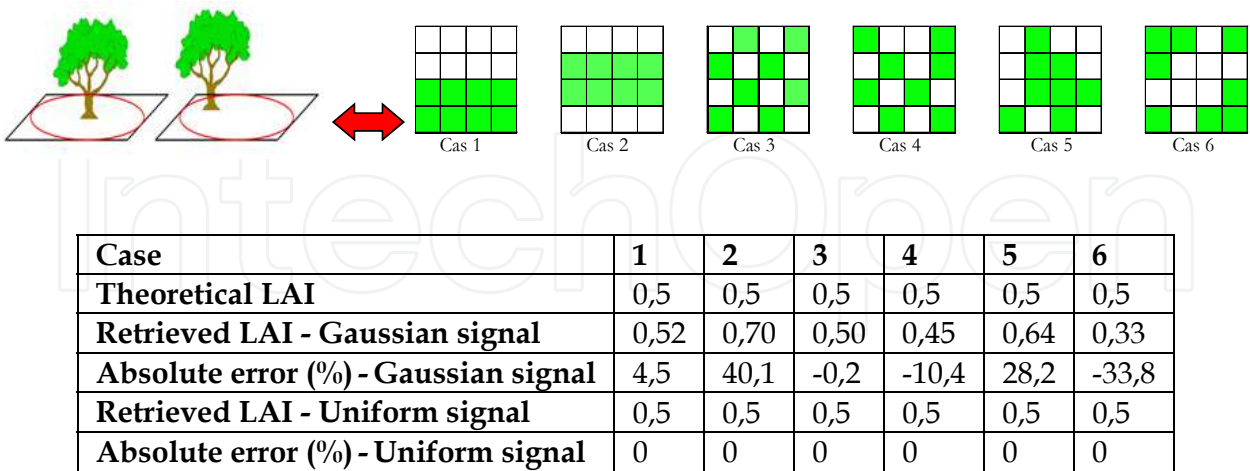 Cas 1 Cas 2 Cas 3 Cas 4 Cas 5 Cas 6
IntechOpen
Case 1 2 3 4 5 6
Theoretical LAI 0,5 0,5 0,5 0,5 0,5 0,5
Retrieved LAI - Gaussian signal 0,52 0,70 0,50 0,45 0,64 0,33
Absolute error (%) - Gaussian signal 4,5 40,1 -0,2 -10,4 28,2 -33,8
Retrieved LAI - Uniform signal 0,5 0,5 0,5 0,5 0,5 0,5
Absolute error (%) - Uniform signal 0 0 0 0 0 0